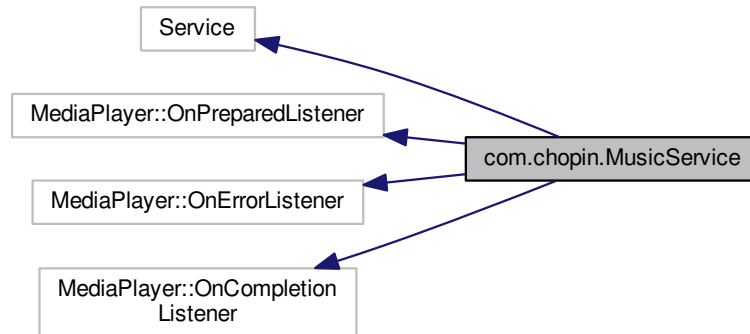 Service
MediaPlayer::OnPreparedListener
com.chopin.MusicService
MediaPlayer::OnErrorListener
MediaPlayer::OnCompletion
Listener